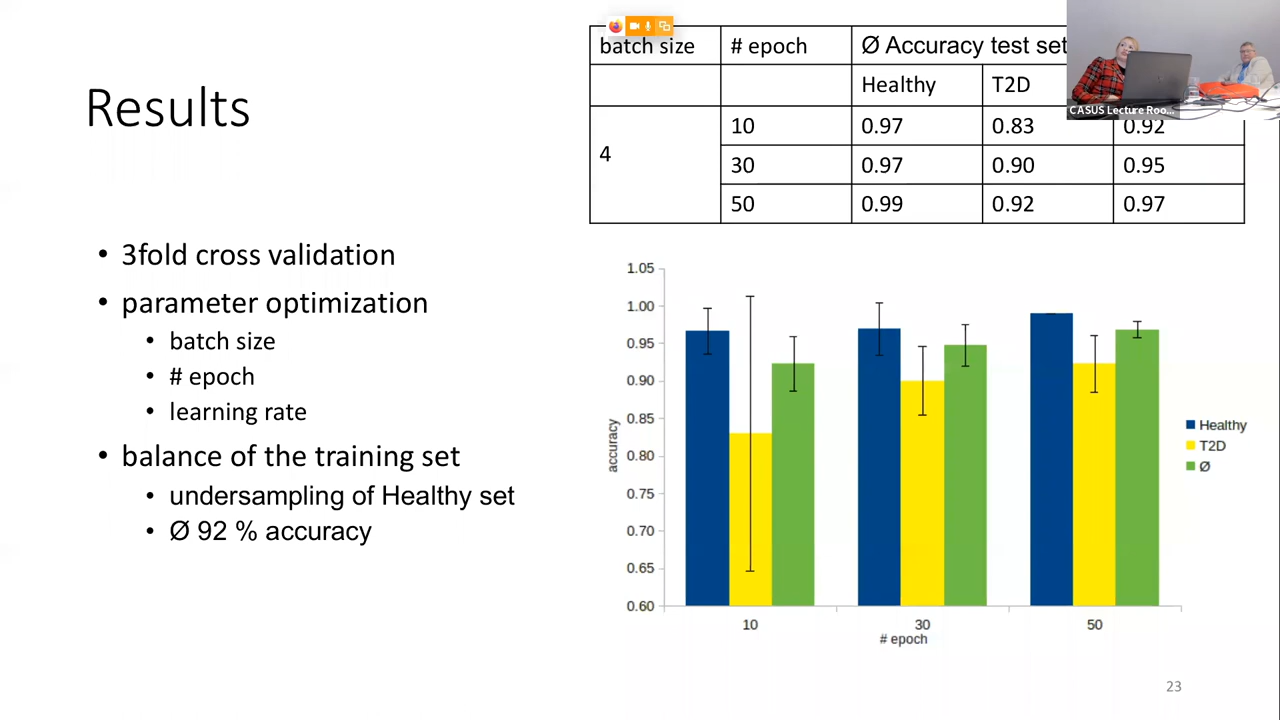 Results
• 3fold cross validation
• parameter optimization
• batch size
• # epoch
• learning rate
• balance of the training set
• undersampling of Healthy set
• Ø 92 % accuracy
batch size # epoch Ø Accuracy test set
Healthy T2D
4 10 0.97 0.83 0.92
30 0.97 0.90 0.95
50 0.99 0.92 0.97
CASUS Lecture Roo...
1.05
1.00
0.95
0.90
0.85
0.80
0.75
0.70
0.65
0.60
accuracy
10 30 50
# epoch
Healthy
T2D
Ø
23